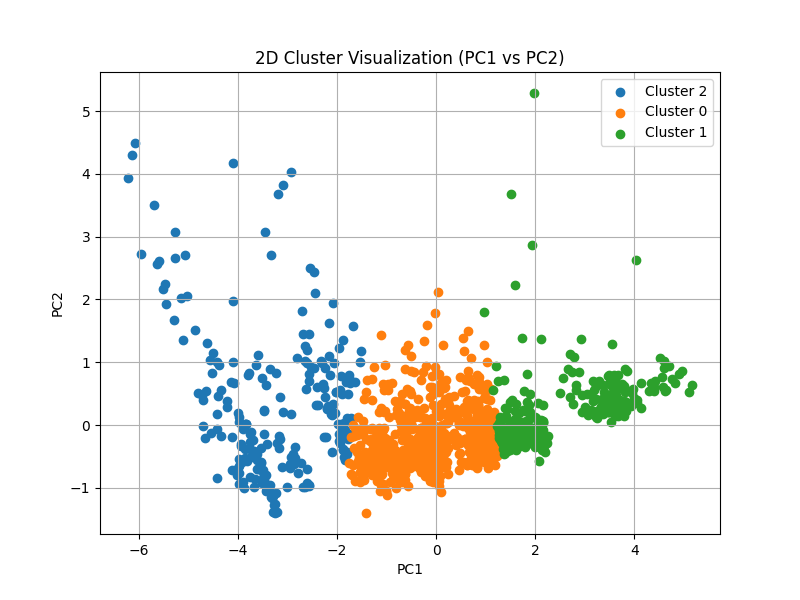 2D Cluster Visualization (PC1 vs PC2)
Cluster 2
Cluster 0
Cluster 1
5
4
3
2
1
0
−1
PC2
−6
−4
−2
0
2
4
PC1